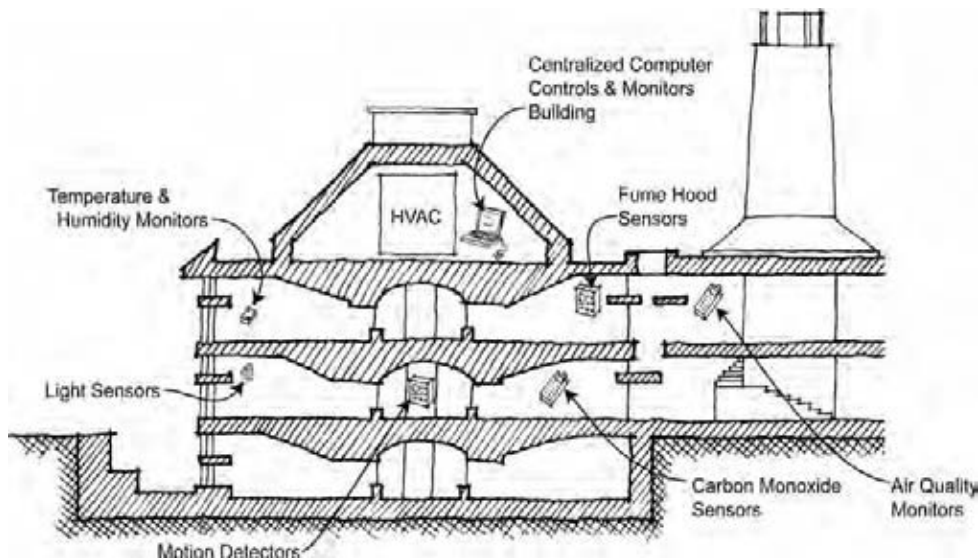 Centralized Computer
Controls & Monitors
Building
Temperature &
Humidity Monitors
HVAC
Fume Hood
Sensors
Light Sensors
Carbon Monoxide
Sensors
Air Quality
Monitors
Motion Detectors